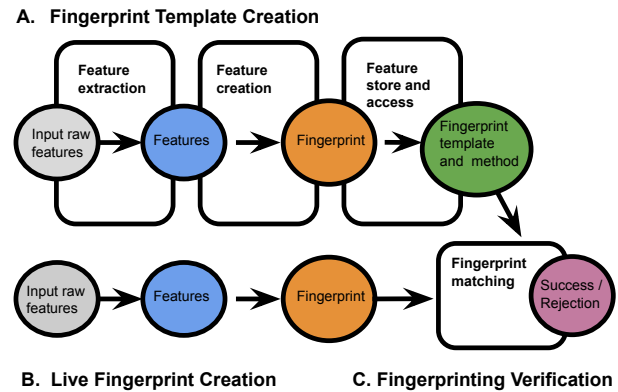 A. Fingerprint Template Creation
Feature
extraction
Feature
creation
Feature
store and
access
Input raw
features
Features
Fingerprint
Fingerprint
template
and method
Input raw
features
Features
Fingerprint
Fingerprint
matching
Success /
Rejection
B. Live Fingerprint Creation
C. Fingerprinting Verification